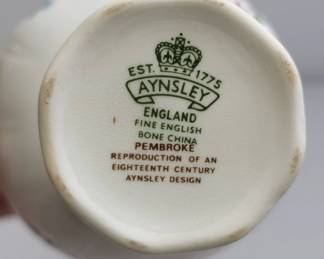 EST. 1775
AYNSLEY
ENGLAND
FINE ENGLISH
BONE CHINA
PEMBROKE
REPRODUCTION OF AN
EIGHTEENTH CENTURY
AYNSLEY DESIGN